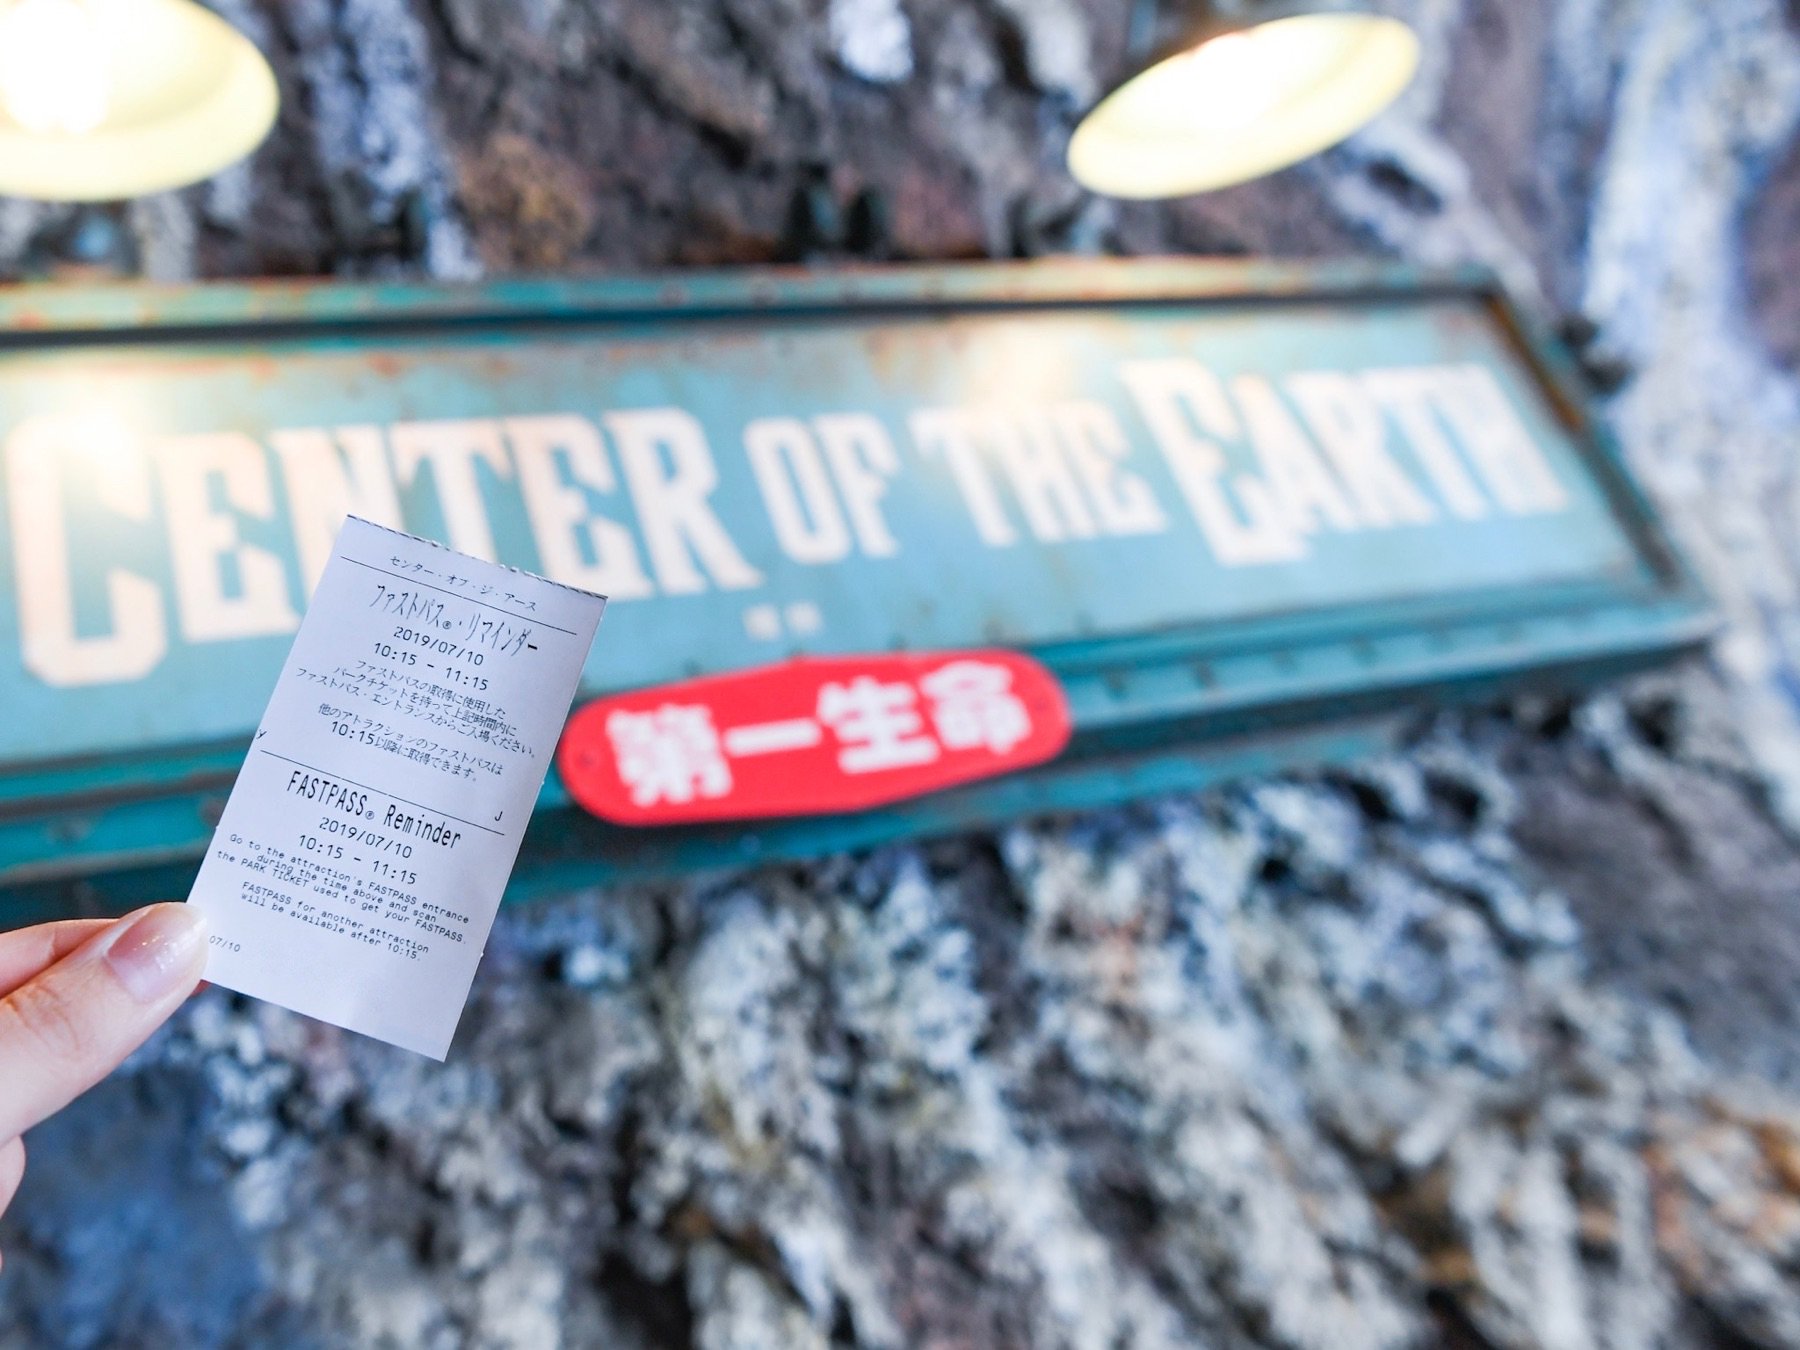 CENTER OF THE EARTH
第一生命
センター・オブ・ジ・アース
ファストパス®・リマインダー
2019/07/10
10:15 - 11:15
ファストパスの取得に使用した
パークチケットを持って上記時間内に
ファストパス・エントランスからご入場ください。
他のアトラクションのファストパスは
10:15以降に取得できます。
J
FASTPASS® Reminder
2019/07/10
10:15 - 11:15
Go to the attraction's FASTPASS entrance
during the time above and scan
the PARK TICKET used to get your FASTPASS.
FASTPASS for another attraction
will be available after 10:15.
07/10